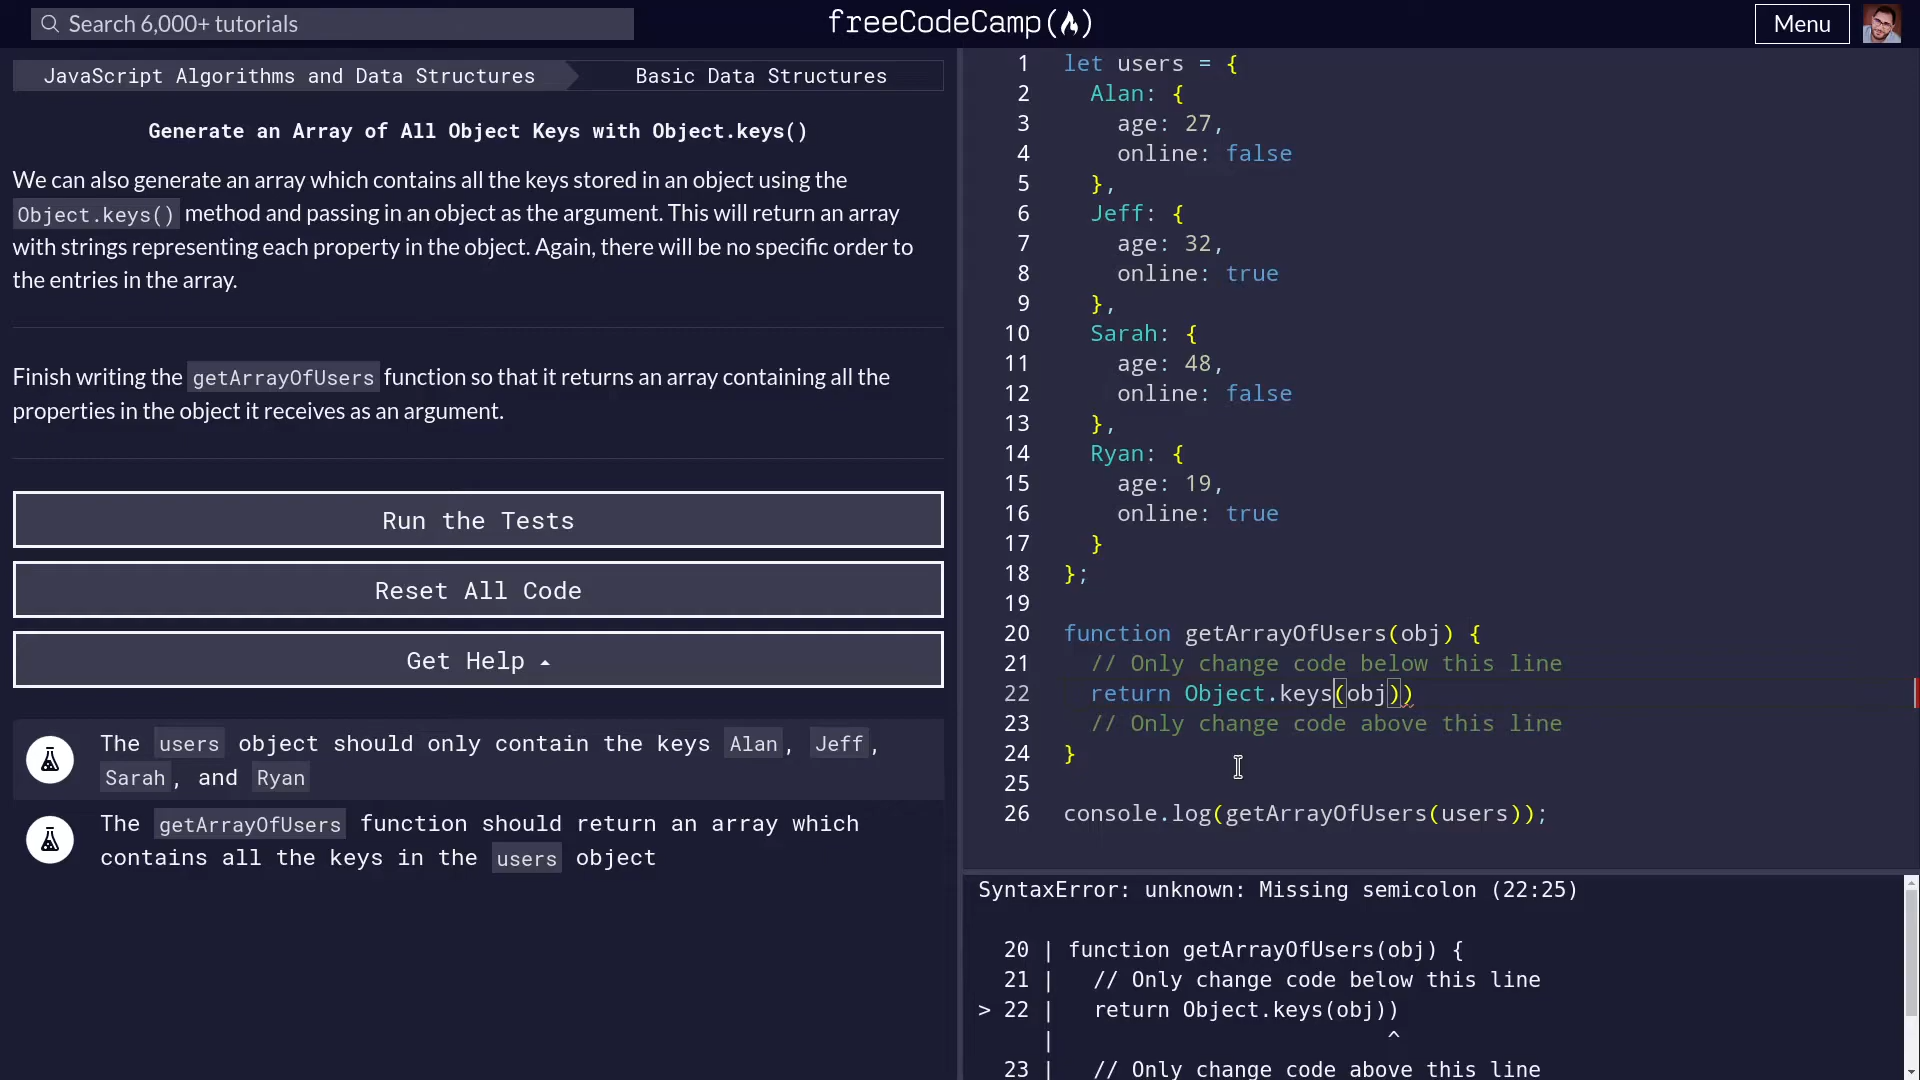 Search 6,000+ tutorials
freeCodeCamp(🔥)
Menu
JavaScript Algorithms and Data Structures
Basic Data Structures
Generate an Array of All Object Keys with Object.keys()
We can also generate an array which contains all the keys stored in an object using the
Object.keys() method and passing in an object as the argument. This will return an array
with strings representing each property in the object. Again, there will be no specific order to
the entries in the array.
Finish writing the getArrayOfUsers function so that it returns an array containing all the
properties in the object it receives as an argument.
Run the Tests
Reset All Code
Get Help
The users object should only contain the keys Alan, Jeff,
Sarah, and Ryan
The getArrayOfUsers function should return an array which
contains all the keys in the users object
1 let users = {
2   Alan: {
3     age: 27,
4     online: false
5   },
6   Jeff: {
7     age: 32,
8     online: true
9   },
10   Sarah: {
11     age: 48,
12     online: false
13   },
14   Ryan: {
15     age: 19,
16     online: true
17   }
18 };
19
20 function getArrayOfUsers(obj) {
21   // Only change code below this line
22   return Object.keys(obj))
23   // Only change code above this line
24 }
25
26 console.log(getArrayOfUsers(users));
SyntaxError: unknown: Missing semicolon (22:25)
20 | function getArrayOfUsers(obj) {
21 |   // Only change code below this line
> 22 |   return Object.keys(obj))
| ^
23 |   // Only change code above this line